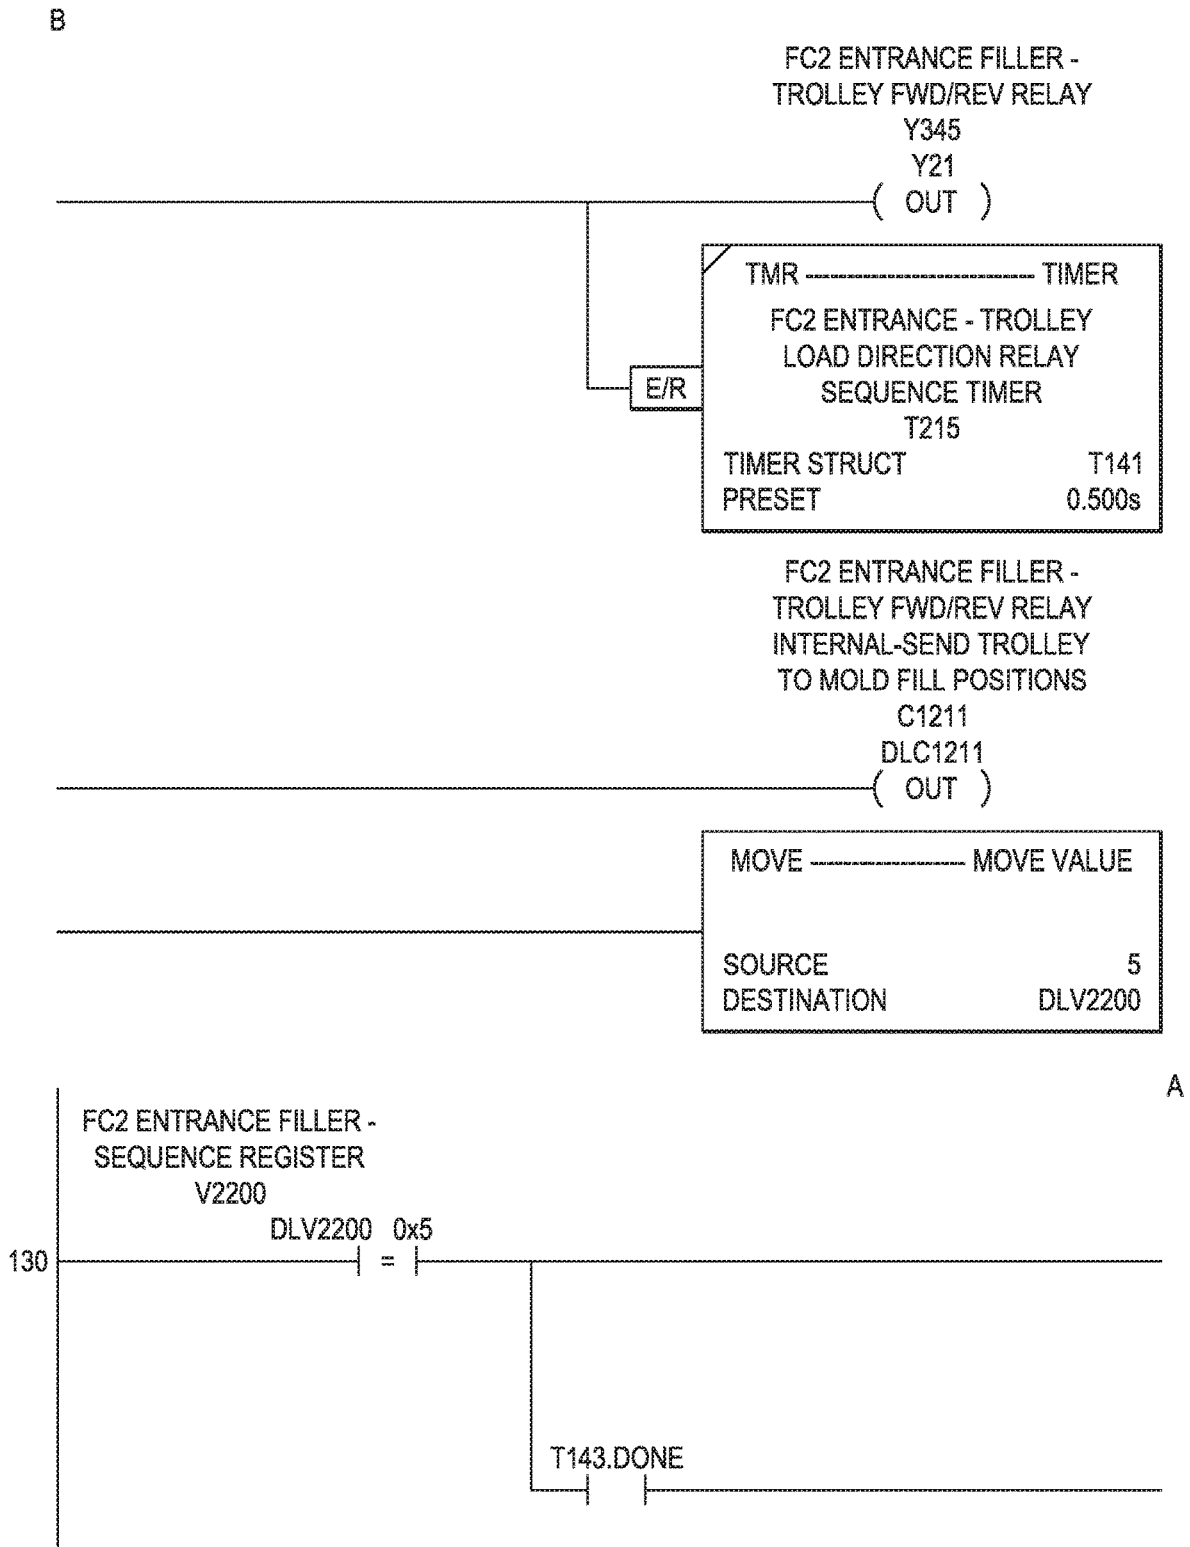 B
FC2 ENTRANCE FILLER -
TROLLEY FWD/REV RELAY
Y345
Y21
( OUT )
TMR -------------------------- TIMER
FC2 ENTRANCE - TROLLEY
LOAD DIRECTION RELAY
E/R
SEQUENCE TIMER
T215
TIMER STRUCT T141
PRESET 0.500s
FC2 ENTRANCE FILLER -
TROLLEY FWD/REV RELAY
INTERNAL-SEND TROLLEY
TO MOLD FILL POSITIONS
C1211
DLC1211
( OUT )
MOVE ------------------ MOVE VALUE
SOURCE 5
DESTINATION DLV2200
A
FC2 ENTRANCE FILLER -
SEQUENCE REGISTER
V2200
DLV2200 0x5
130
=
T143.DONE